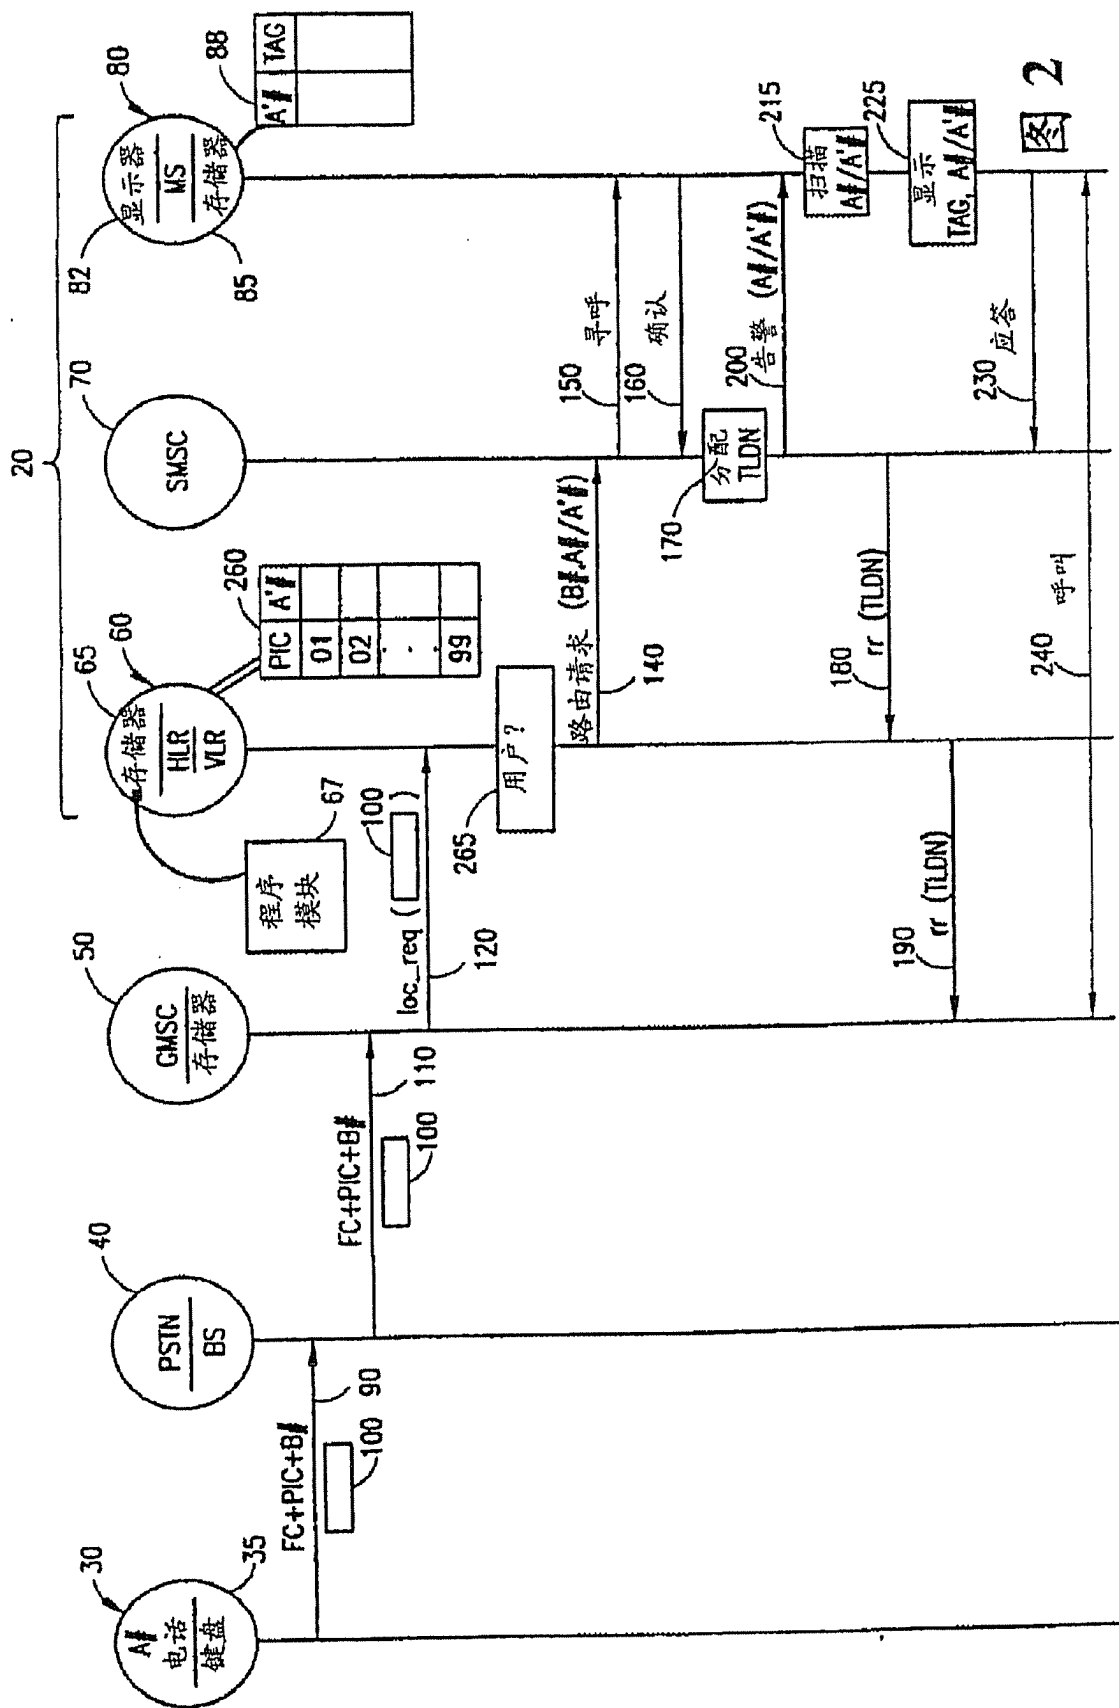 20
30
A#
电话
键盘
35
40
PSTN
BS
50
GMSC
存储器
65
60
存储器
HLR
VLR
67
程序
模块
260
PIC A'#
01
02
.
.
99
70
SMSC
82
80
显示器
MS
存储器
85
88
A'# TAG
FC+PIC+B#
90
100
FC+PIC+B#
110
100
loc_req ( )
100
120
265
用户?
路由请求 (B#,A#/A'#)
140
150
寻呼
160
确认
170
分配
TLDN
200
告警 (A#/A'#)
215
扫描
A#/A'#
225
显示
TAG, A#/A'#
180
rr (TLDN)
190
rr (TLDN)
230
应答
240
呼叫
图 2